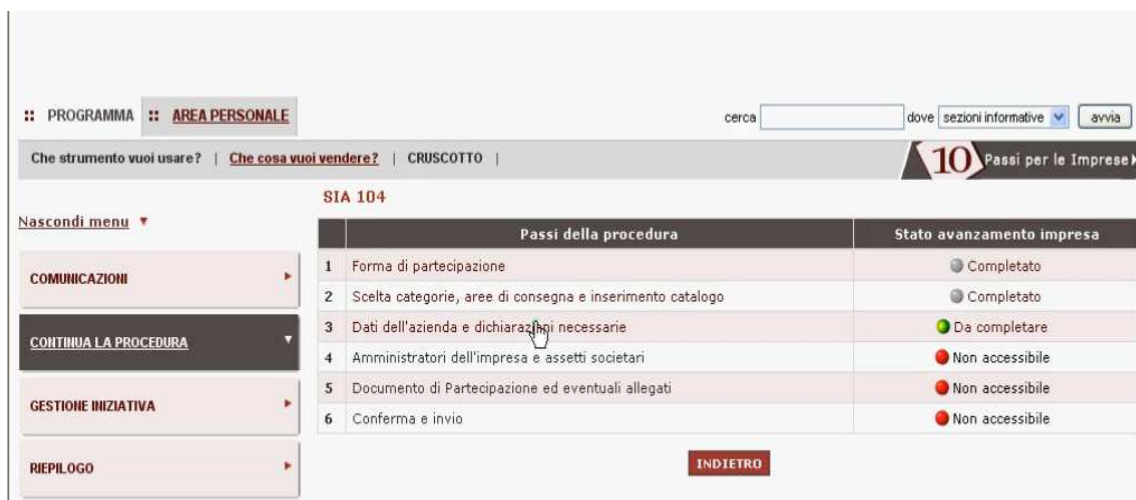 :: PROGRAMMA :: AREA PERSONALE
cerca dove sezioni informative avvia
Che strumento vuoi usare? | Che cosa vuoi vendere? | CRUSCOTTO |
10 Passi per le Imprese
SIA 104
Nascondi menu
Passi della procedura Stato avanzamento impresa
1 Forma di partecipazione Completato
COMUNICAZIONI
2 Scelta categorie, aree di consegna e inserimento catalogo Completato
3 Dati dell'azienda e dichiarazioni necessarie Da completare
CONTINUA LA PROCEDURA
4 Amministratori dell'impresa e assetti societari Non accessibile
5 Documento di Partecipazione ed eventuali allegati Non accessibile
GESTIONE INIZIATIVA
6 Conferma e invio Non accessibile
INDIETRO
RIEPILOGO